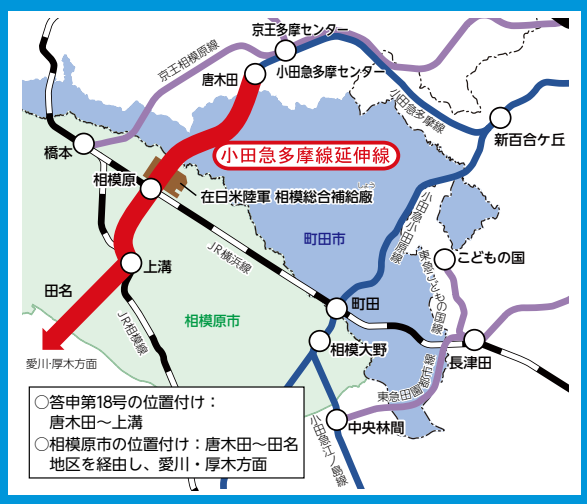 京王多摩センター
京王相模原線
小田急多摩センター
唐木田
小田急多摩線
新百合ケ丘
橋本
小田急多摩線延伸線
相模原
在日米陸軍 相模総合補給廠
しょう
小田急小田原線
町田市
JR横浜線
東急こどもの国線
こどもの国
上溝
田名
町田
相模原市
JR相模線
相模大野
長津田
愛川・厚木方面
東急田園都市線
小田急江ノ島線
中央林間
○答申第18号の位置付け：
唐木田～上溝
○相模原市の位置付け：唐木田～田名
地区を経由し、愛川・厚木方面